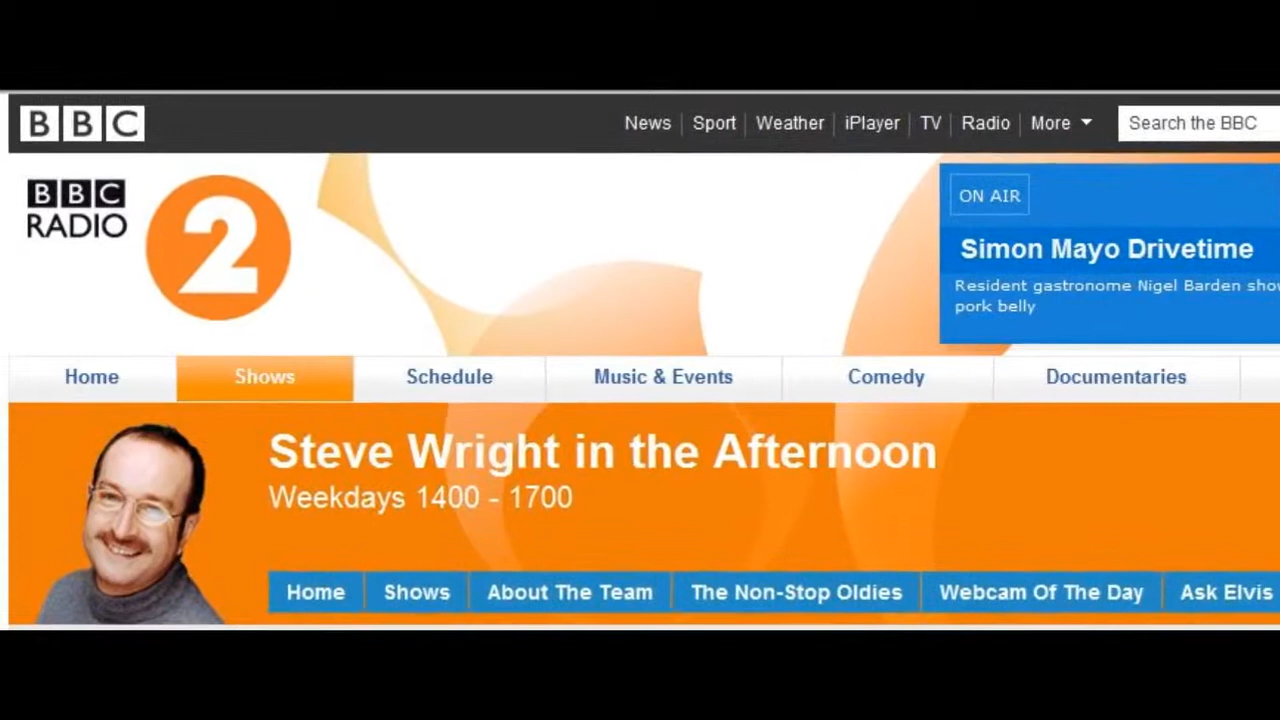 BBC
News Sport Weather iPlayer TV Radio More Search the BBC
BBC
RADIO 2
ON AIR
Simon Mayo Drivetime
Resident gastronome Nigel Barden
pork belly
Home Shows Schedule Music & Events Comedy Documentaries
Steve Wright in the Afternoon
Weekdays 1400 - 1700
Home Shows About The Team The Non-Stop Oldies Webcam Of The Day Ask Elvis